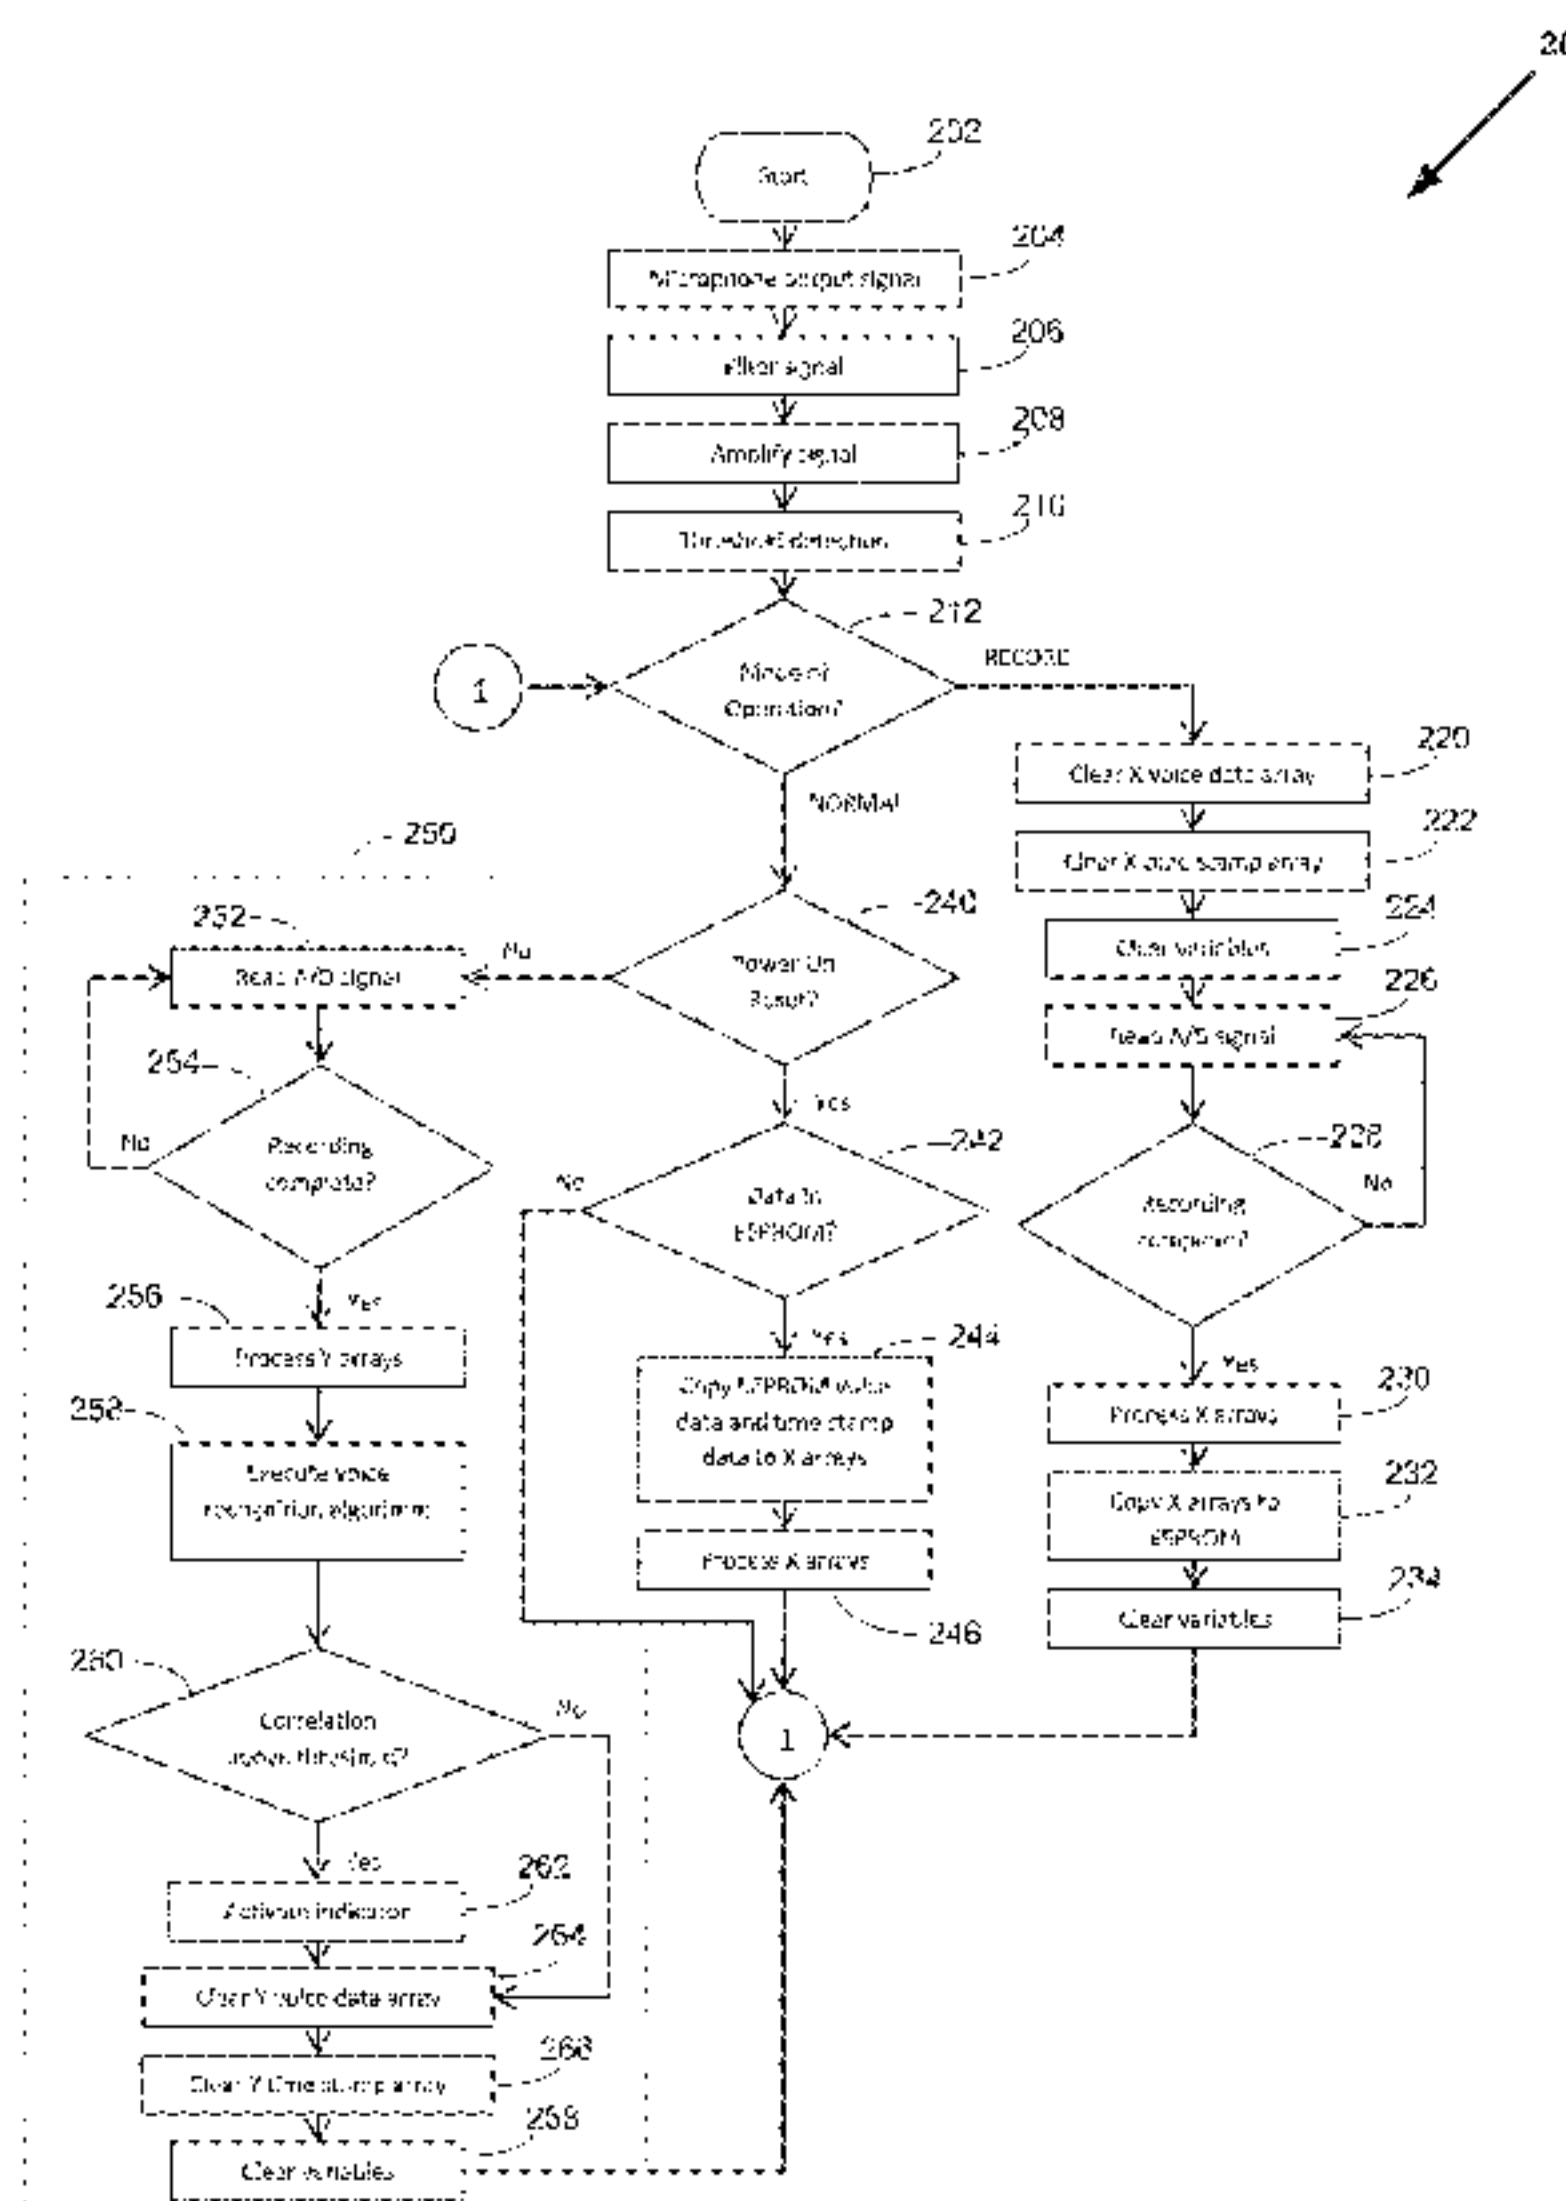 20
202
Start
204
Microphone output signal
206
Filter signal
208
Amplify signal
210
Threshold detection
212
Mode of
Operation?
1
RECORD
NORMAL
220
Clear X voice data array
222
Clear X time stamp array
224
Clear variables
226
Read A/D signal
228
Recording
complete?
No
Yes
230
Process X arrays
232
Copy X arrays to
EEPROM
234
Clear variables
240
Power On
Reset?
No
Yes
242
Data in
EEPROM?
No
Yes
244
Copy EEPROM voice
data and time stamp
data to X arrays
Process X arrays
246
1
250
252
Read A/D signal
254
Recording
complete?
No
Yes
256
Process Y arrays
258
Execute voice
recognition algorithm
260
Correlation
above threshold?
No
Yes
262
Activate indicator
264
Clear Y voice data array
266
Clear Y time stamp array
268
Clear variables